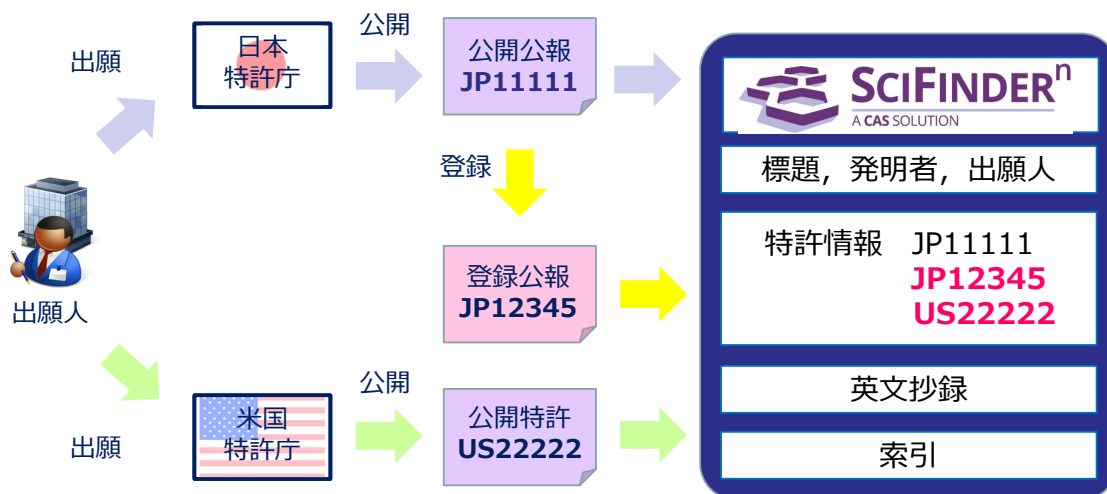 出願
日本
特許庁
公開
公開公報
JP11111
登録
登録公報
JP12345
出願人
出願
米国
特許庁
公開
公開特許
US22222
SCIFINDERⁿ
A CAS SOLUTION
標題，発明者，出願人
特許情報 JP11111
JP12345
US22222
英文抄録
索引